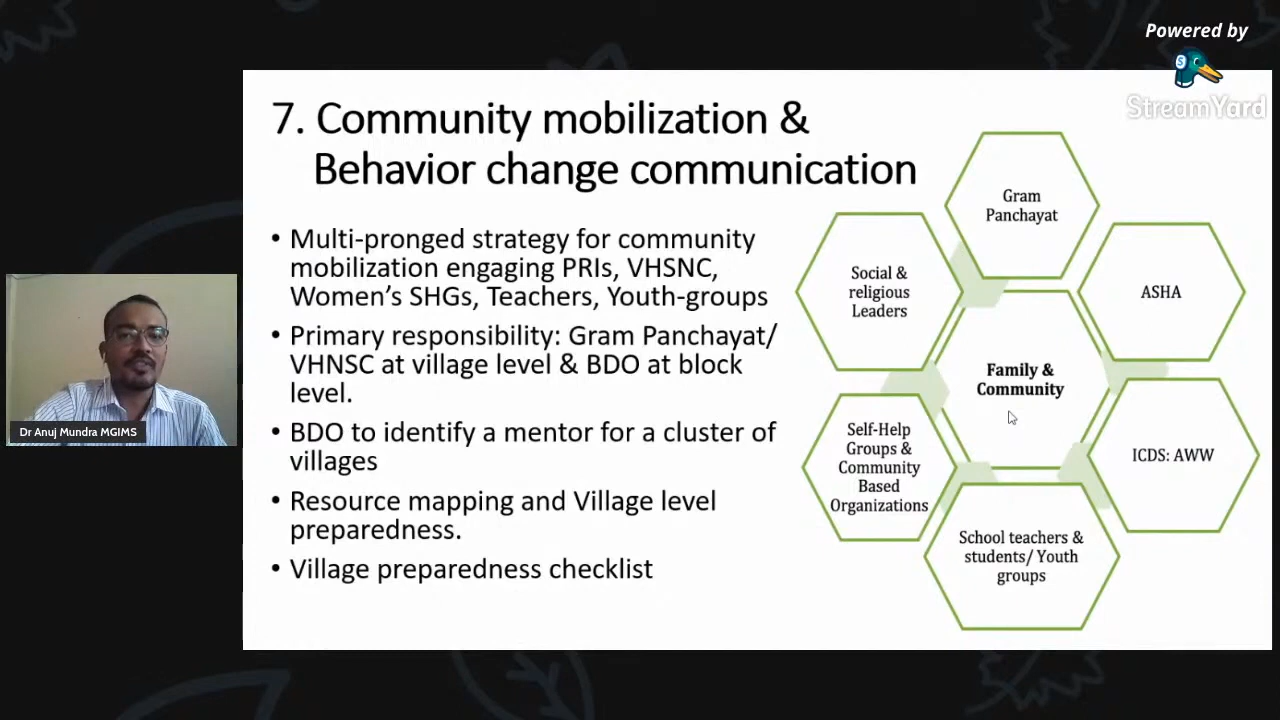 Powered by
StreamYard
7. Community mobilization &
Behavior change communication
• Multi-pronged strategy for community
mobilization engaging PRIs, VHSNC,
Women's SHGs, Teachers, Youth-groups
• Primary responsibility: Gram Panchayat/
VHNSC at village level & BDO at block
level.
• BDO to identify a mentor for a cluster of
villages
• Resource mapping and Village level
preparedness.
• Village preparedness checklist
Gram
Panchayat
Social &
religious
Leaders
ASHA
Family &
Community
Self-Help
Groups &
Community
Based
Organizations
ICDS: AWW
School teachers &
students/ Youth
groups
Dr Anuj Mundra MGIMS